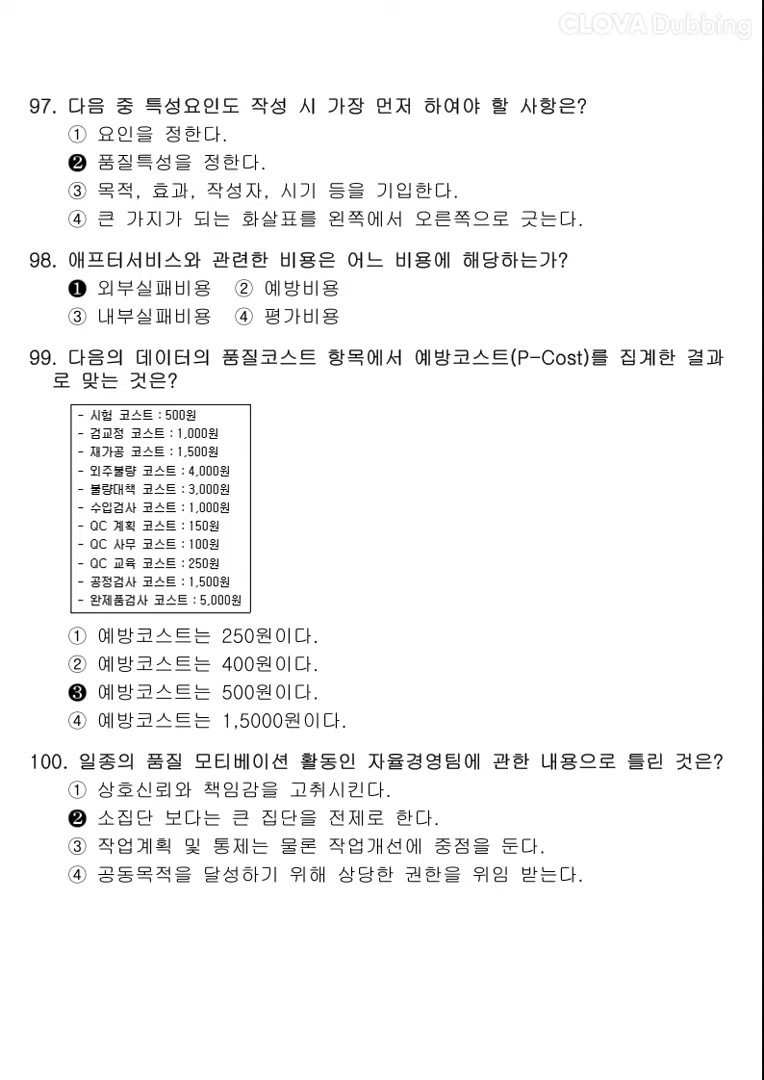 CLOVA Dubbing
97. 다음 중 특성요인도 작성 시 가장 먼저 하여야 할 사항은?
① 요인을 정한다.
❷ 품질특성을 정한다.
③ 목적, 효과, 작성자, 시기 등을 기입한다.
④ 큰 가지가 되는 화살표를 왼쪽에서 오른쪽으로 긋는다.
98. 애프터서비스와 관련한 비용은 어느 비용에 해당하는가?
❶ 외부실패비용 ② 예방비용
③ 내부실패비용 ④ 평가비용
99. 다음의 데이터의 품질코스트 항목에서 예방코스트(P-Cost)를 집계한 결과
로 맞는 것은?
- 시험 코스트 : 500원
- 검교정 코스트 : 1,000원
- 재가공 코스트 : 1,500원
- 외주불량 코스트 : 4,000원
- 불량대책 코스트 : 3,000원
- 수입검사 코스트 : 1,000원
- QC 계획 코스트 : 150원
- QC 사무 코스트 : 100원
- QC 교육 코스트 : 250원
- 공정검사 코스트 : 1,500원
- 완제품검사 코스트 : 5,000원
① 예방코스트는 250원이다.
② 예방코스트는 400원이다.
❸ 예방코스트는 500원이다.
④ 예방코스트는 1,5000원이다.
100. 일종의 품질 모티베이션 활동인 자율경영팀에 관한 내용으로 틀린 것은?
① 상호신뢰와 책임감을 고취시킨다.
❷ 소집단 보다는 큰 집단을 전제로 한다.
③ 작업계획 및 통제는 물론 작업개선에 중점을 둔다.
④ 공동목적을 달성하기 위해 상당한 권한을 위임 받는다.